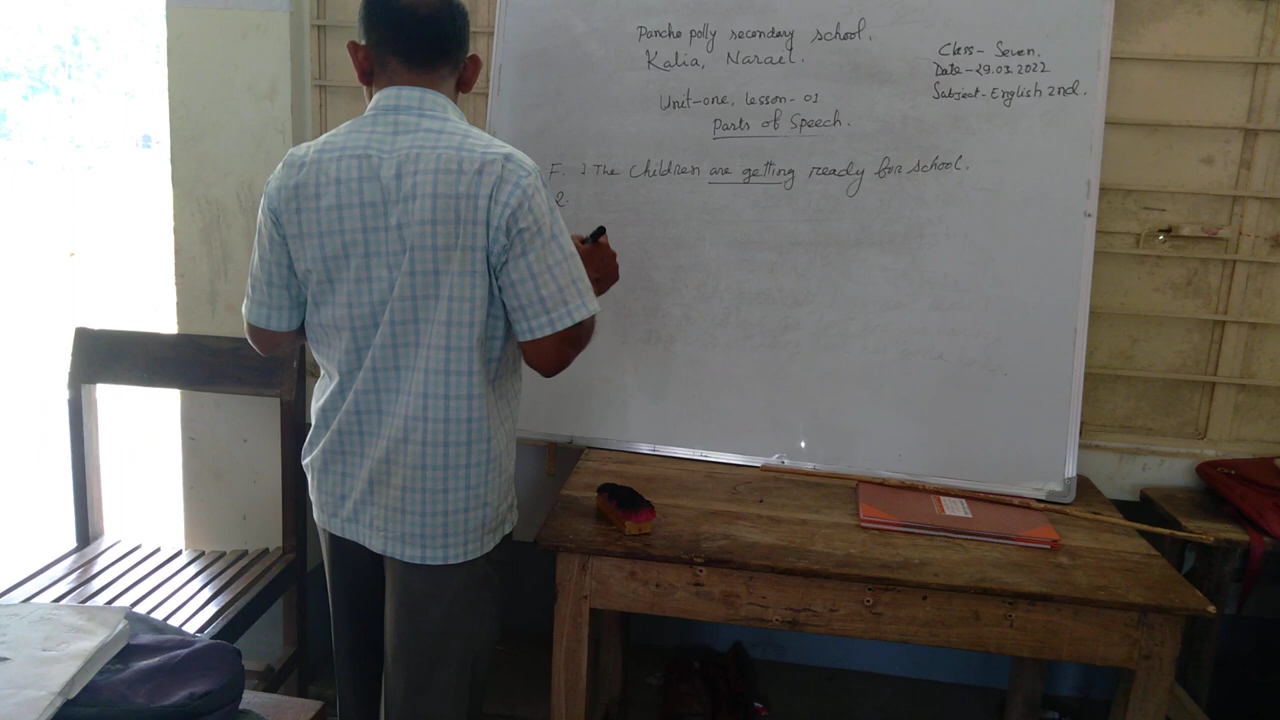 Pancho polly secondary school.
Kalia, Narail.
Class- Seven.
Date-29.03.2022
Subject-English 2nd.
Unit-one, lesson-01
Parts of Speech.
F. 1 The Children are getting ready for school.
2.